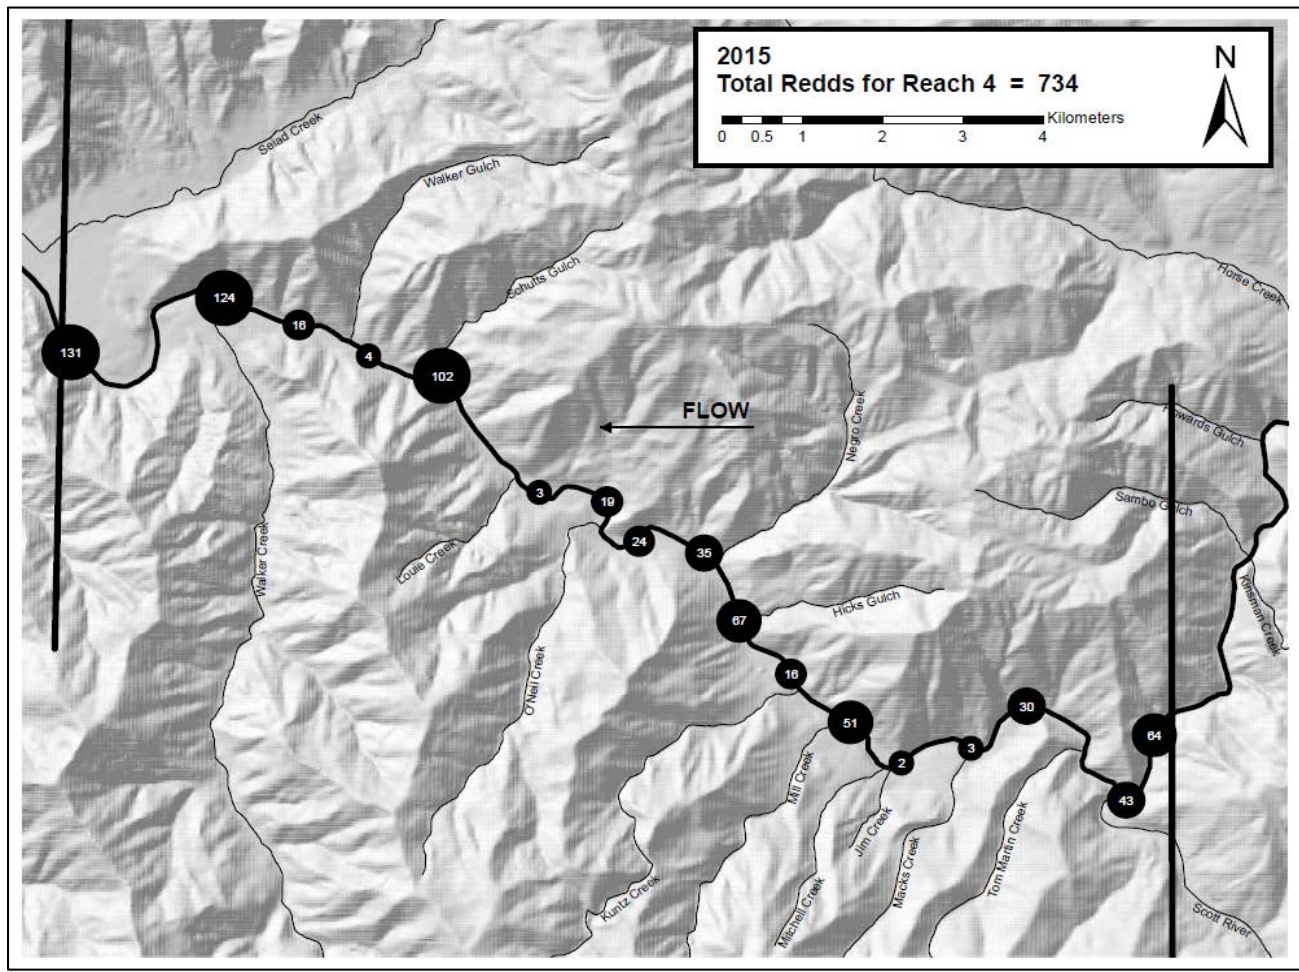 2015
Total Redds for Reach 4 = 734
N
Kilometers
0 0.5 1 2 3 4
Seiad Creek
Walker Gulch
Schutts Gulch
Horse Creek
124
16
131
4
102
FLOW
Negro Creek
Howards Gulch
Sambo Gulch
3
19
24
35
Louie Creek
Walker Creek
Kinsman Creek
Hicks Gulch
67
O'Neil Creek
16
30
51
64
3
2
Mill Creek
43
Jim Creek
Macks Creek
Tom Martin Creek
Kuntz Creek
Mitchell Creek
Scott River